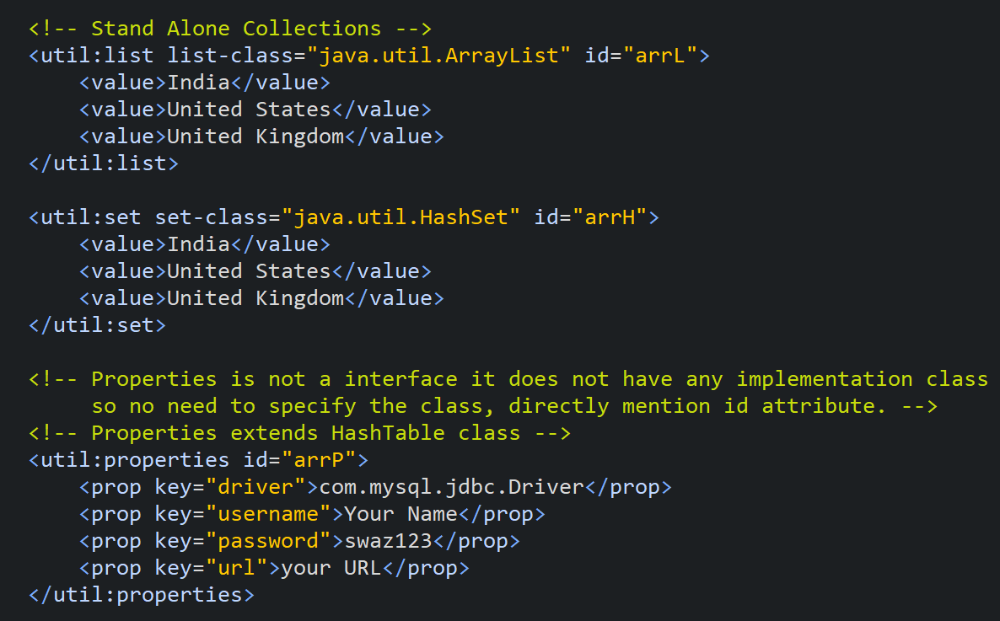 <!-- Stand Alone Collections -->
<util:list list-class="java.util.ArrayList" id="arrL">
    <value>India</value>
    <value>United States</value>
    <value>United Kingdom</value>
</util:list>

<util:set set-class="java.util.HashSet" id="arrH">
    <value>India</value>
    <value>United States</value>
    <value>United Kingdom</value>
</util:set>

<!-- Properties is not a interface it does not have any implementation class
     so no need to specify the class, directly mention id attribute. -->
<!-- Properties extends HashTable class -->
<util:properties id="arrP">
    <prop key="driver">com.mysql.jdbc.Driver</prop>
    <prop key="username">Your Name</prop>
    <prop key="password">swaz123</prop>
    <prop key="url">your URL</prop>
</util:properties>